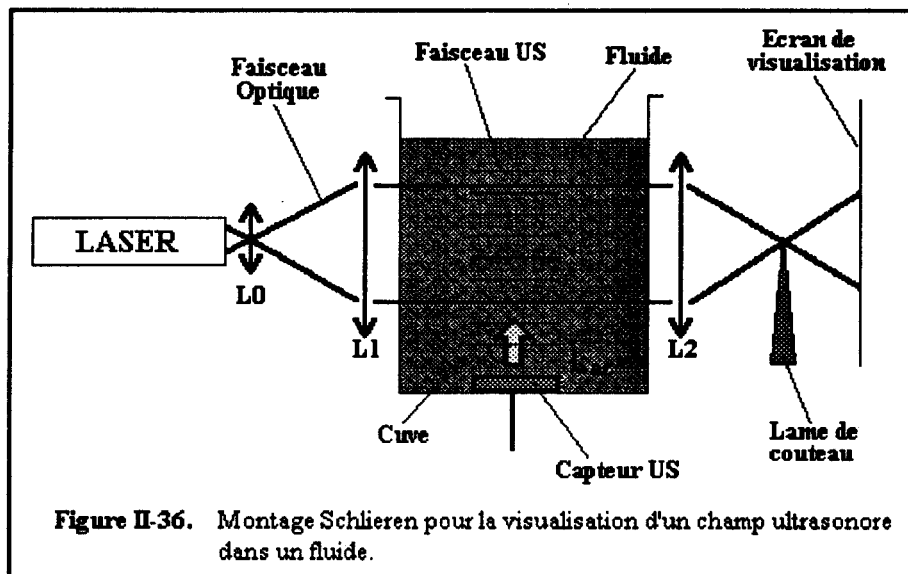 Faisceau US
Fluide
Ecran de
visualisation
Faisceau
Optique
LASER
L0
L1
L2
Cuve
Capteur US
Lame de
couteau
Figure II-36. Montage Schlieren pour la visualisation d'un champ ultrasonore
dans un fluide.